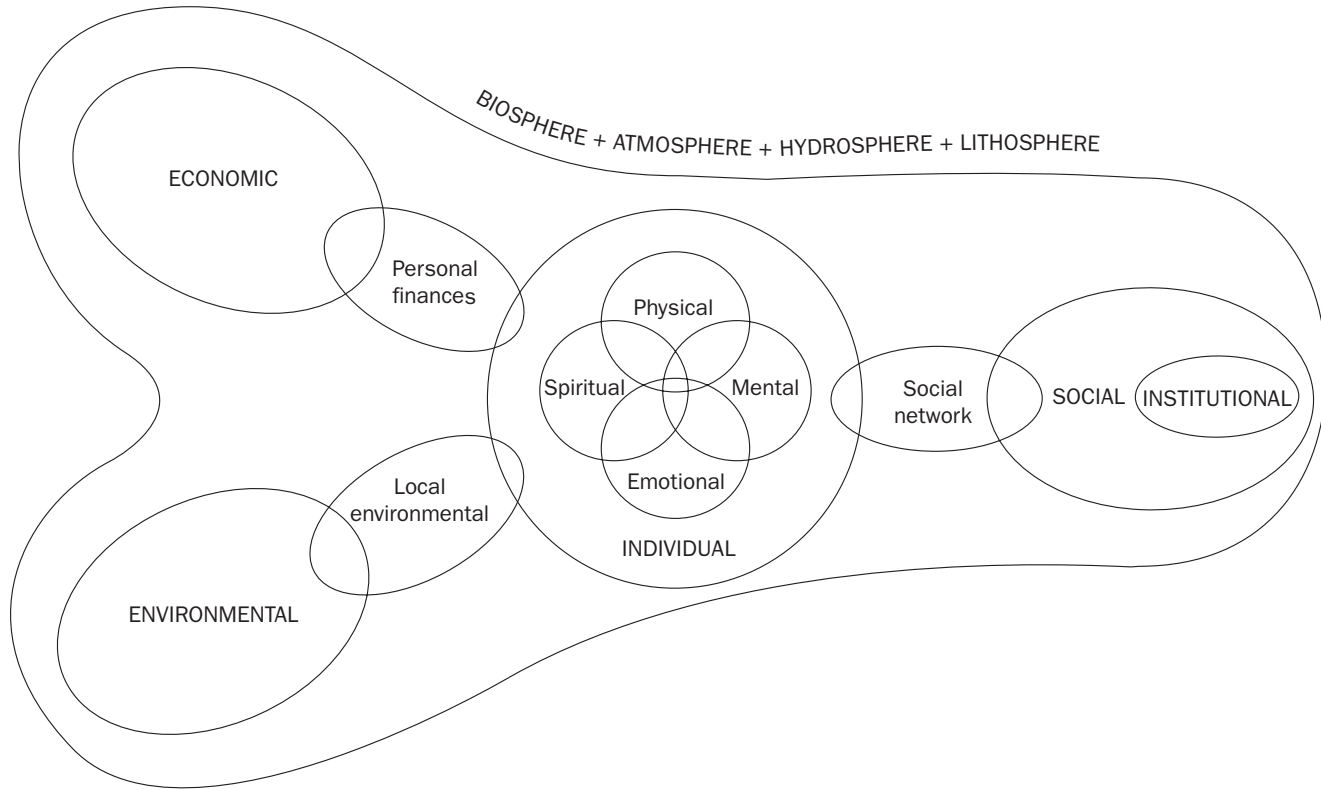 BIOSPHERE + ATMOSPHERE + HYDROSPHERE + LITHOSPHERE
ECONOMIC
Personal
finances
Physical
Spiritual
Mental
Emotional
INDIVIDUAL
Social
network
SOCIAL
INSTITUTIONAL
Local
environmental
ENVIRONMENTAL